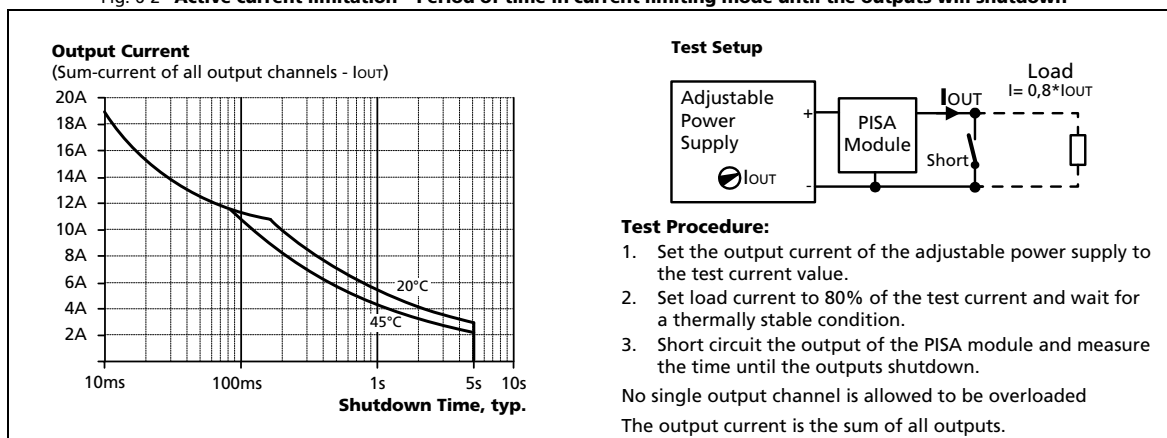 Fig. 6-2 Active current limitation - Period of time in current limiting mode until the outputs will shutdown
Output Current
(Sum-current of all output channels - IOUT)
20A
18A
16A
14A
12A
10A
8A
6A
4A
2A
20°C
45°C
10ms
100ms
1s
5s
10s
Shutdown Time, typ.
Test Setup
Adjustable
Power
Supply
IOUT
+
-
PISA
Module
IOUT
Short
Load
I= 0,8*IOUT
Test Procedure:
1. Set the output current of the adjustable power supply to
the test current value.
2. Set load current to 80% of the test current and wait for
a thermally stable condition.
3. Short circuit the output of the PISA module and measure
the time until the outputs shutdown.
No single output channel is allowed to be overloaded
The output current is the sum of all outputs.